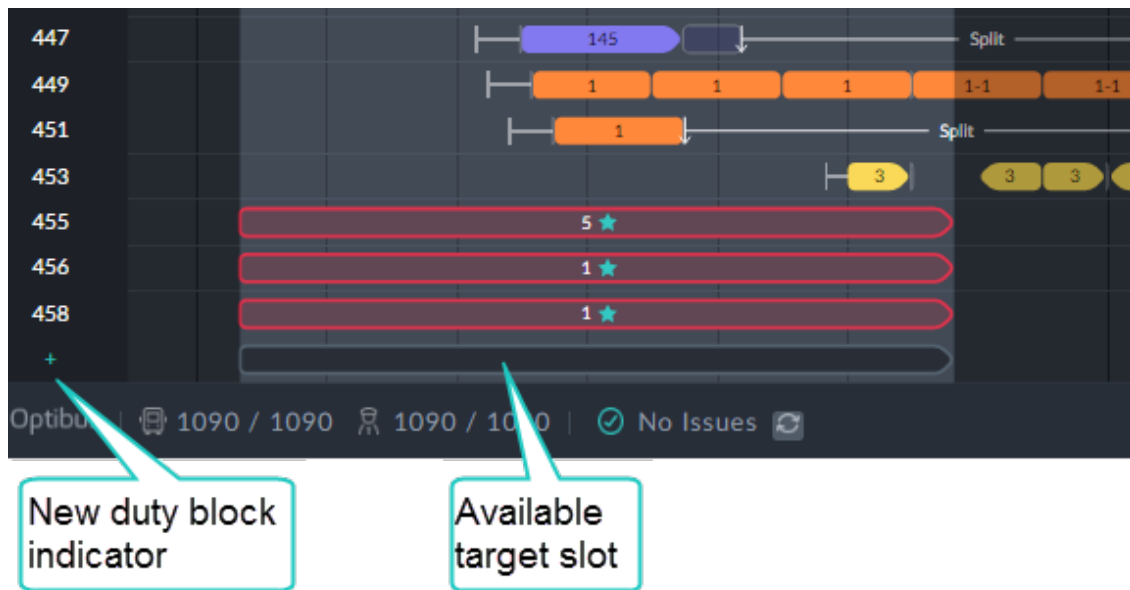 447 145 Split
449 1 1 1 1-1 1-1
451 1 Split
453 3 3 3
455 5
456 1
458 1
+
1090 / 1090 1090 / No Issues
New duty block
indicator
Available
target slot